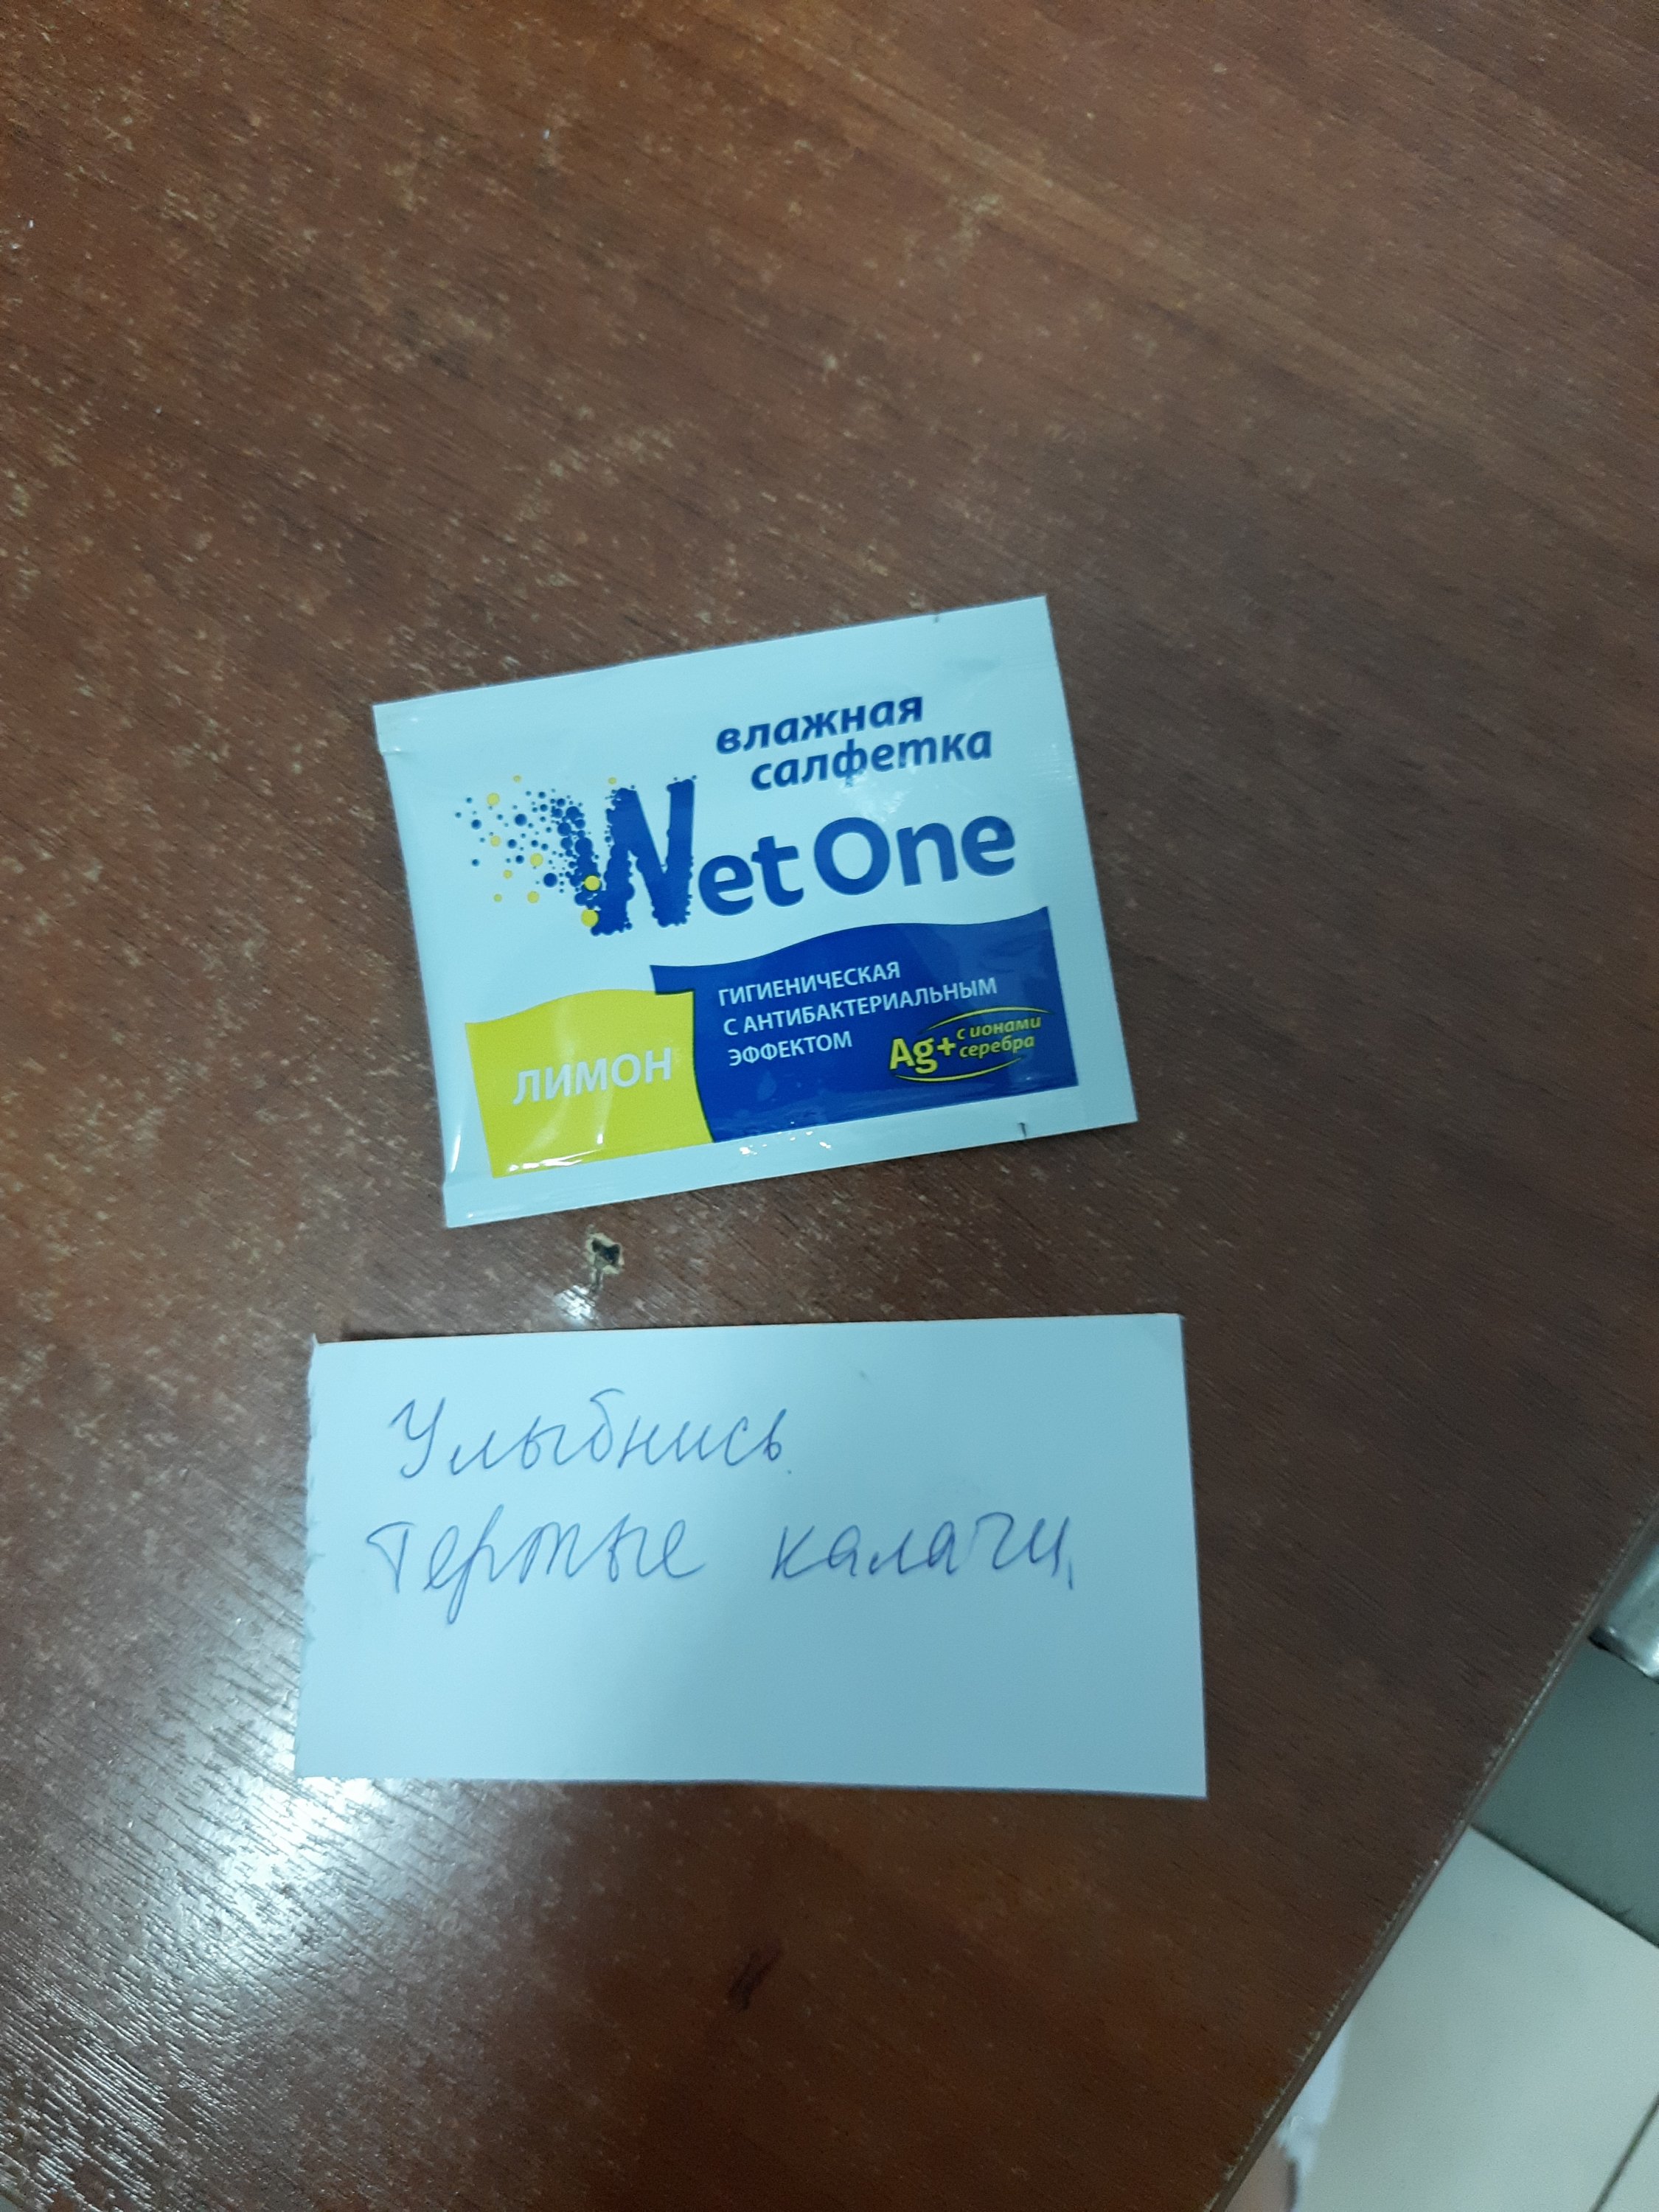 влажная
салфетка
Wet One
ГИГИЕНИЧЕСКАЯ
С АНТИБАКТЕРИАЛЬНЫМ
ЭФФЕКТОМ
Ag+ с ионами
серебра
ЛИМОН
Улыбнись
тертые калачи